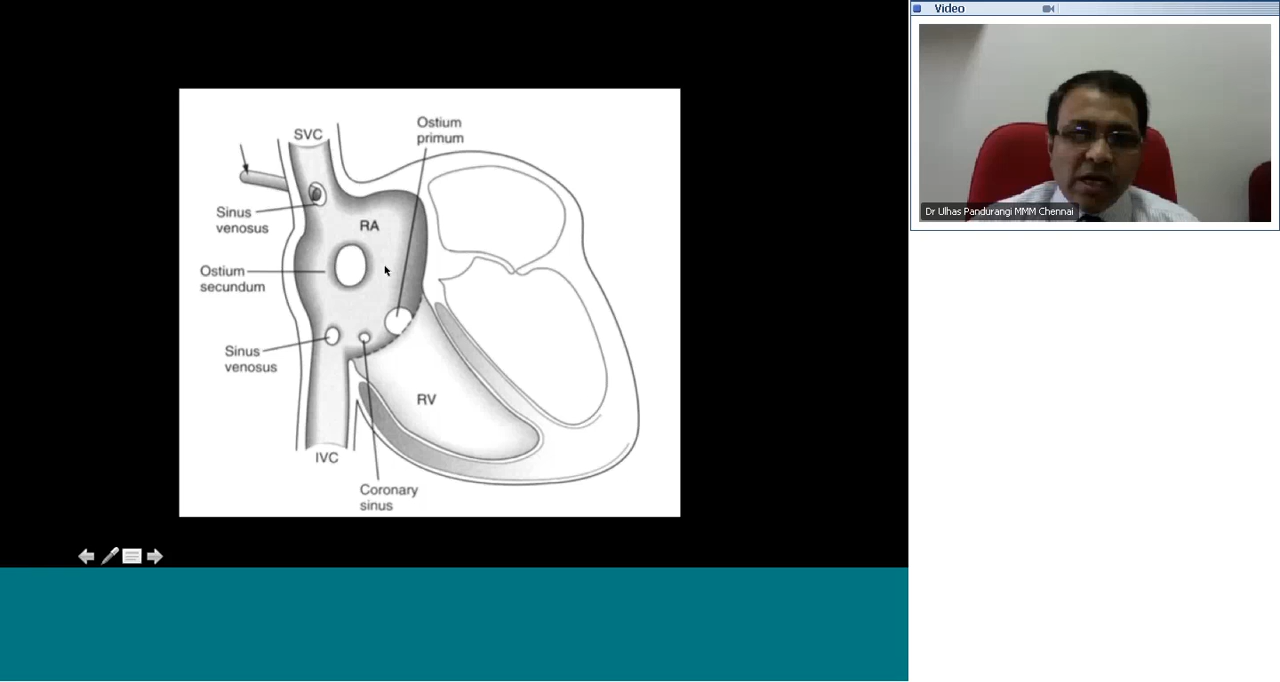 Video
SVC
Ostium
primum
Sinus
venosus
RA
Ostium
secundum
Sinus
venosus
RV
IVC
Coronary
sinus
Dr Ulhas Pandurangi MMM Chennai